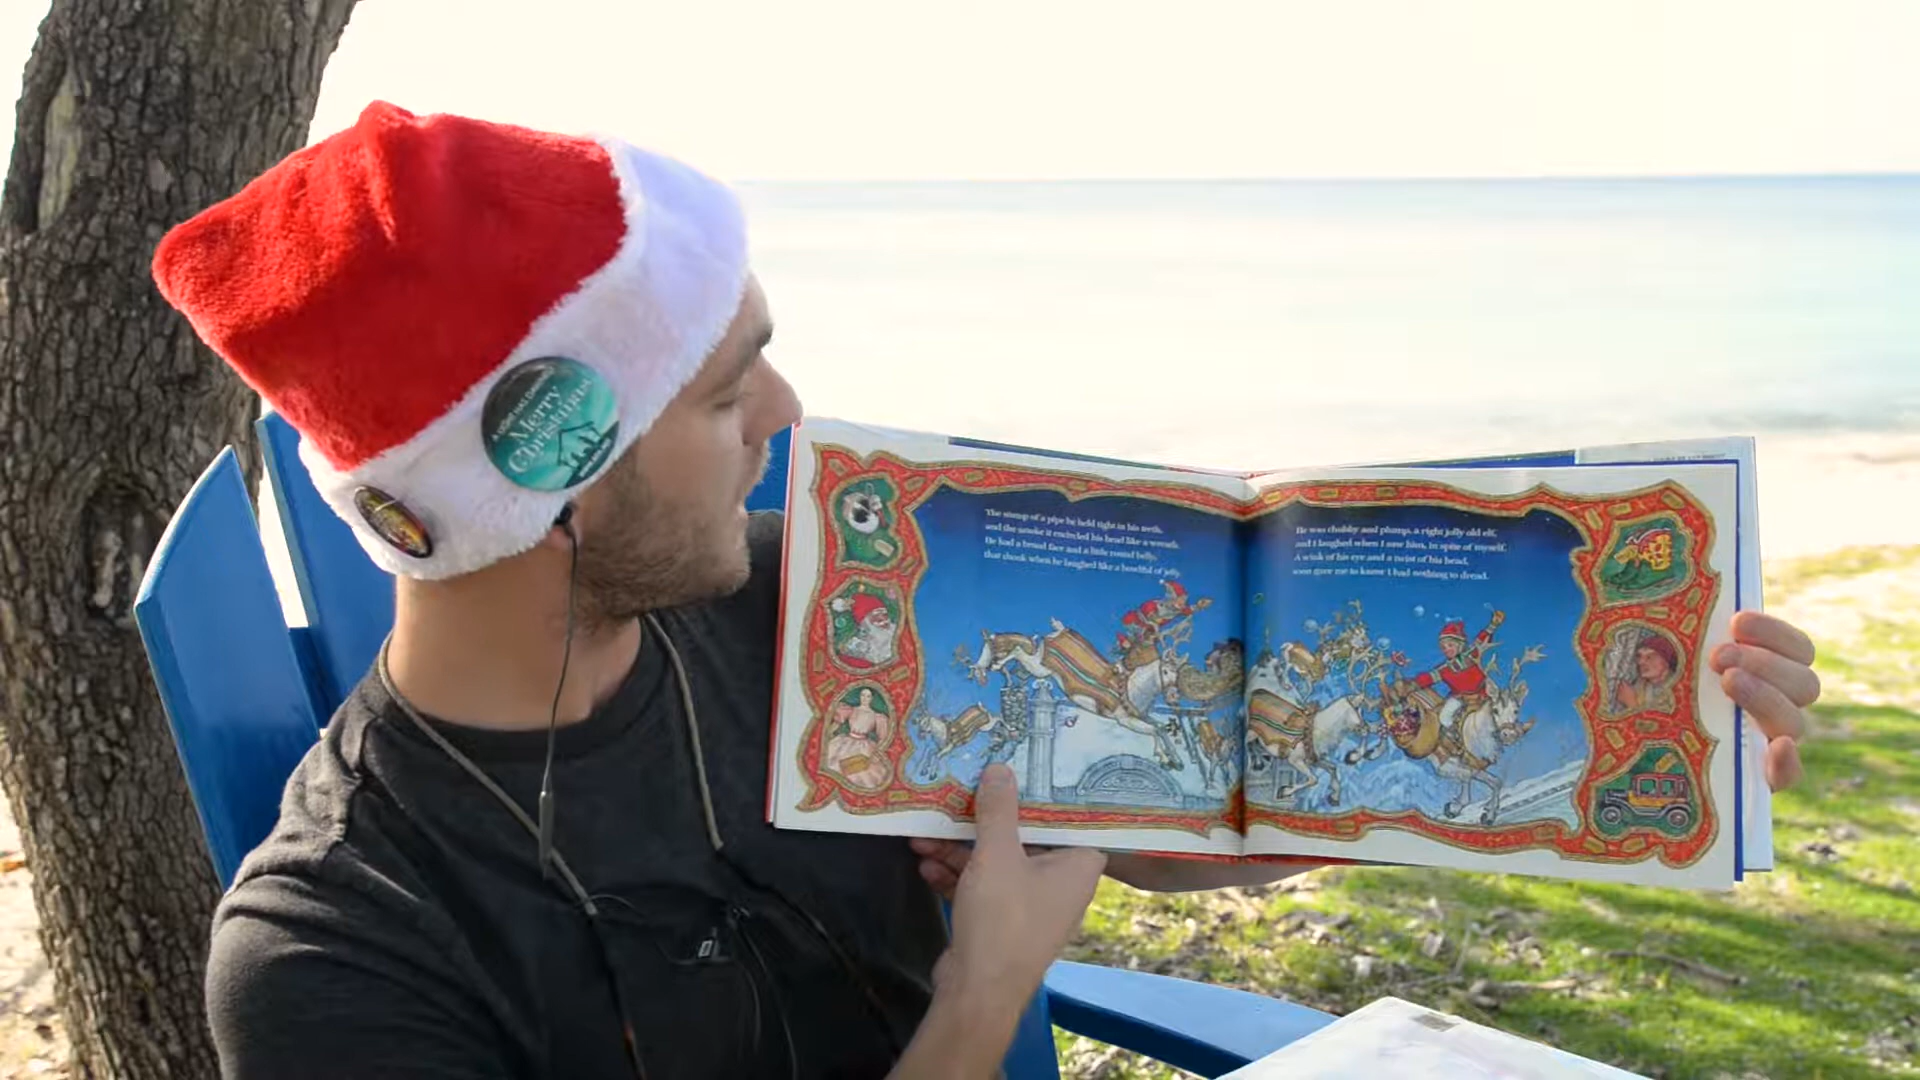 Merry
Christmas
The stump of a pipe he held tight in his teeth,
and the smoke it encircled his head like a wreath.
He had a broad face and a little round belly,
that shook when he laughed like a bowlful of jelly.
He was chubby and plump, a right jolly old elf,
and I laughed when I saw him, in spite of myself.
A wink of his eye and a twist of his head,
soon gave me to know I had nothing to dread.